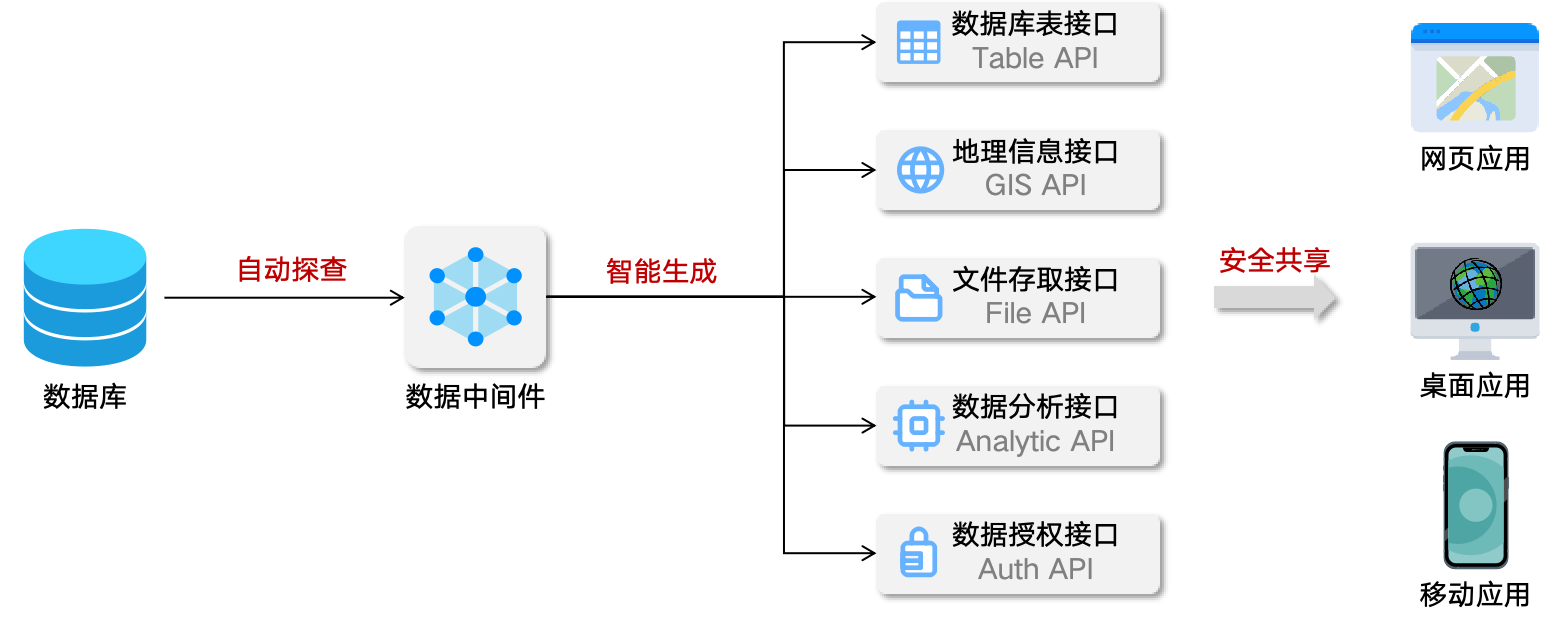 数据库
自动探查
数据中间件
智能生成
数据库表接口
Table API
地理信息接口
GIS API
文件存取接口
File API
数据分析接口
Analytic API
数据授权接口
Auth API
安全共享
网页应用
桌面应用
移动应用